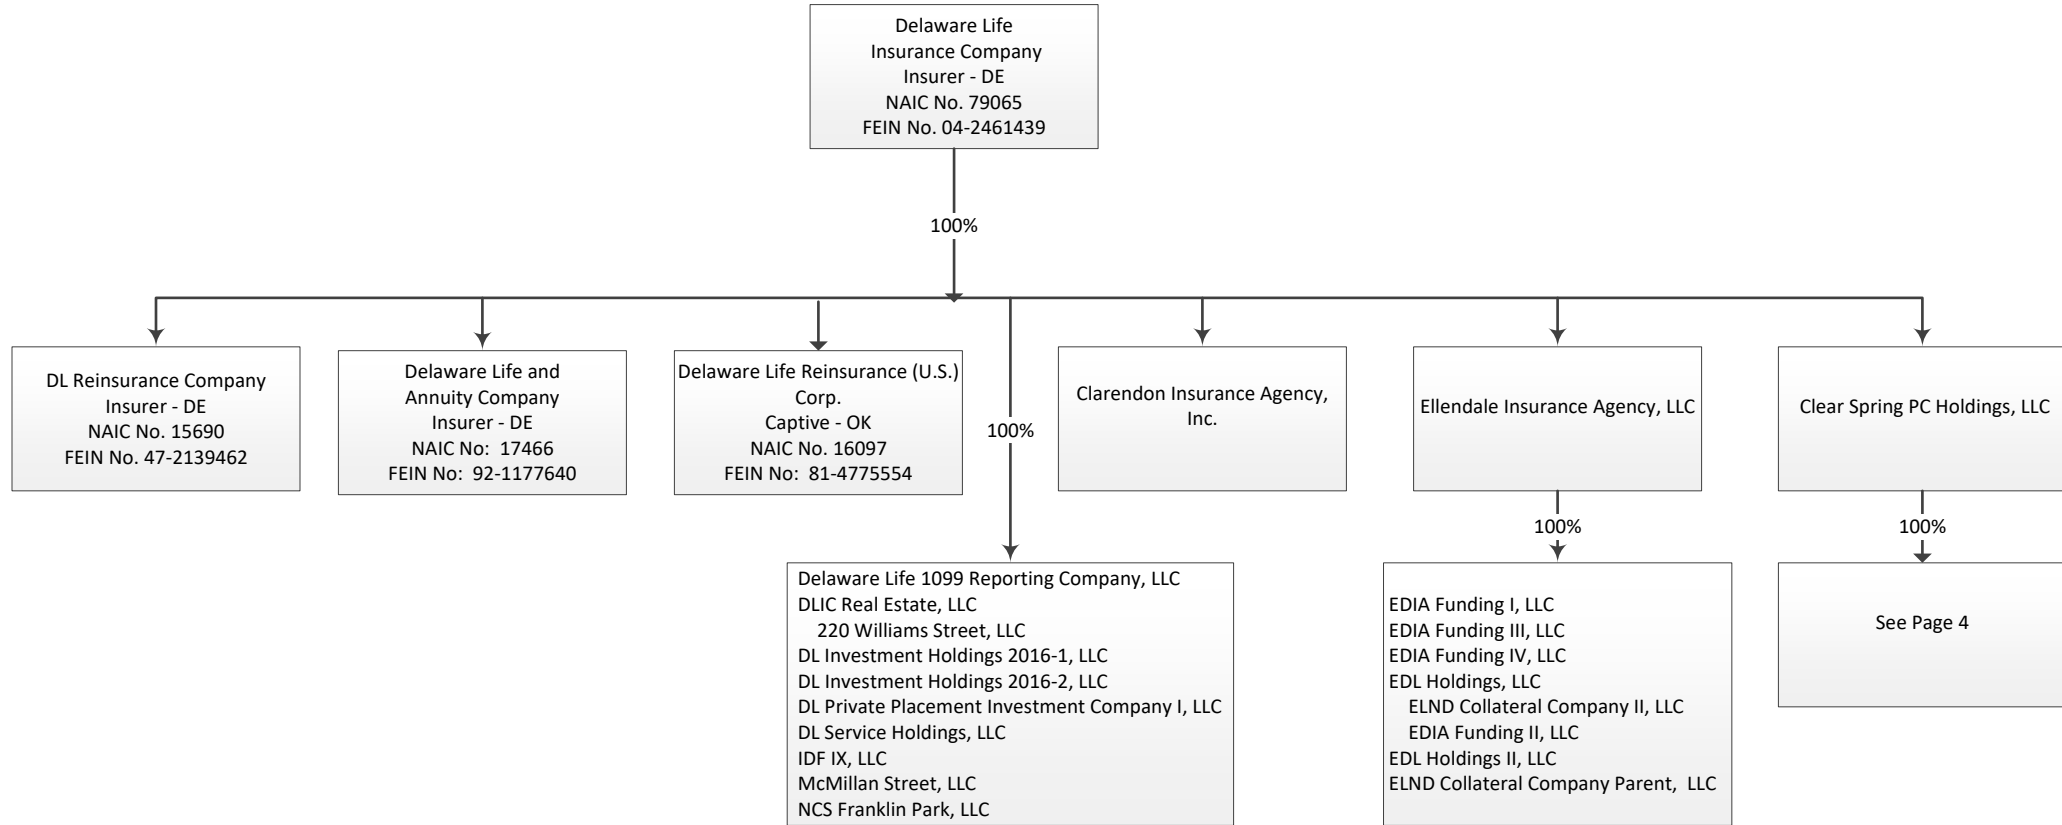 Delaware Life
Insurance Company
Insurer - DE
NAIC No. 79065
FEIN No. 04-2461439
100%
DL Reinsurance Company
Insurer - DE
NAIC No. 15690
FEIN No. 47-2139462
Delaware Life and
Annuity Company
Insurer - DE
NAIC No:  17466
FEIN No:  92-1177640
Delaware Life Reinsurance (U.S.)
Corp.
Captive - OK
NAIC No. 16097
FEIN No:  81-4775554
100%
Clarendon Insurance Agency,
Inc.
Ellendale Insurance Agency, LLC
Clear Spring PC Holdings, LLC
100%
100%
Delaware Life 1099 Reporting Company, LLC
DLIC Real Estate, LLC
220 Williams Street, LLC
DL Investment Holdings 2016-1, LLC
DL Investment Holdings 2016-2, LLC
DL Private Placement Investment Company I, LLC
DL Service Holdings, LLC
IDF IX, LLC
McMillan Street, LLC
NCS Franklin Park, LLC
EDIA Funding I, LLC
EDIA Funding III, LLC
EDIA Funding IV, LLC
EDL Holdings, LLC
ELND Collateral Company II, LLC
EDIA Funding II, LLC
EDL Holdings II, LLC
ELND Collateral Company Parent,  LLC
See Page 4